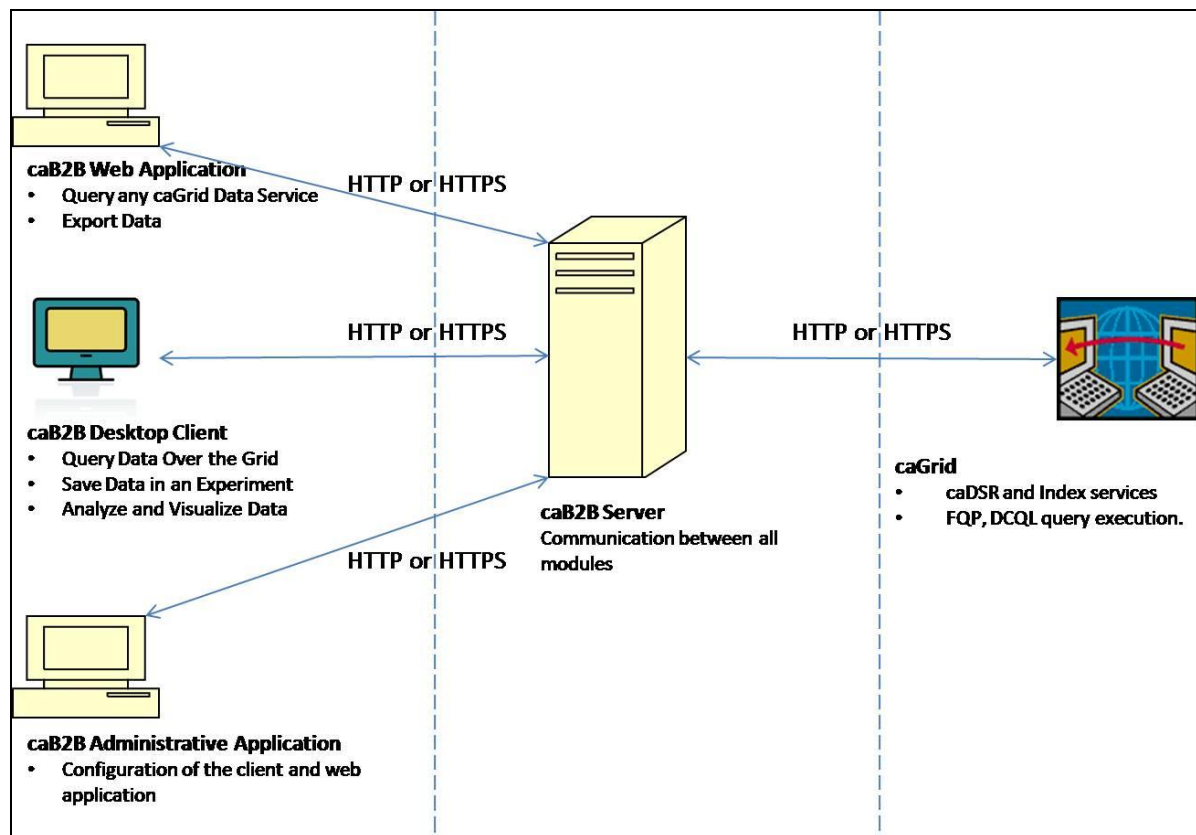 caB2B Web Application
• Query any caGrid Data Service
• Export Data
HTTP or HTTPS
HTTP or HTTPS
HTTP or HTTPS
caB2B Desktop Client
• Query Data Over the Grid
• Save Data in an Experiment
• Analyze and Visualize Data
caGrid
• caDSR and Index services
• FQP, DCQL query execution.
caB2B Server
Communication between all
modules
HTTP or HTTPS
caB2B Administrative Application
• Configuration of the client and web
application